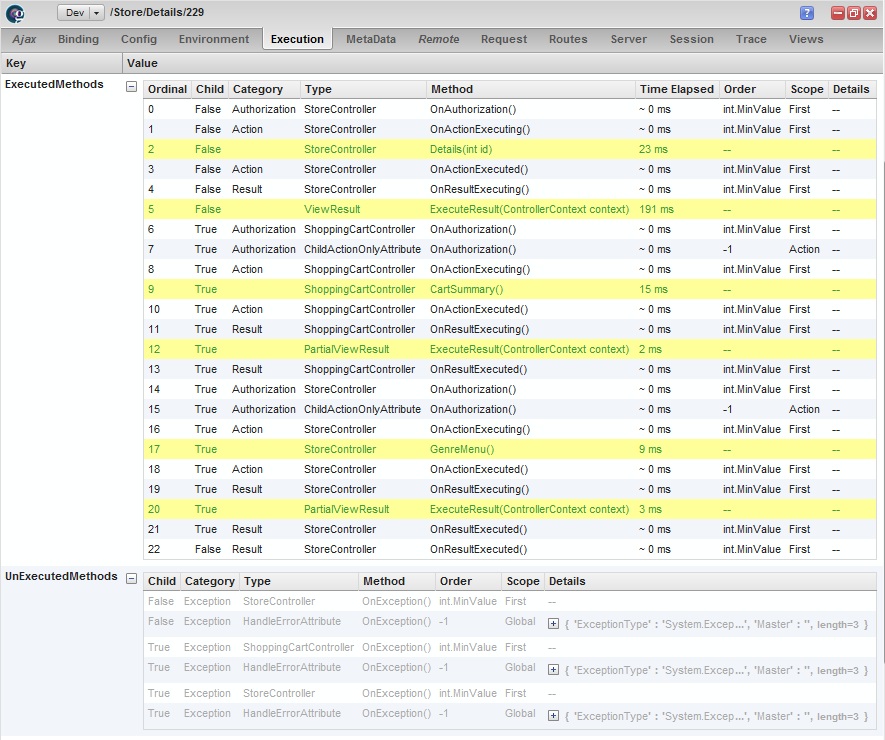 Dev /Store/Details/229 ?
Ajax Binding Config Environment Execution MetaData Remote Request Routes Server Session Trace Views
Key Value
ExecutedMethods
Ordinal Child Category Type Method Time Elapsed Order Scope Details
0 False Authorization StoreController OnAuthorization() ~ 0 ms int.MinValue First --
1 False Action StoreController OnActionExecuting() ~ 0 ms int.MinValue First --
2 False StoreController Details(int id) 23 ms -- --
3 False Action StoreController OnActionExecuted() ~ 0 ms int.MinValue First --
4 False Result StoreController OnResultExecuting() ~ 0 ms int.MinValue First --
5 False ViewResult ExecuteResult(ControllerContext context) 191 ms -- --
6 True Authorization ShoppingCartController OnAuthorization() ~ 0 ms int.MinValue First --
7 True Authorization ChildActionOnlyAttribute OnAuthorization() ~ 0 ms -1 Action --
8 True Action ShoppingCartController OnActionExecuting() ~ 0 ms int.MinValue First --
9 True ShoppingCartController CartSummary() 15 ms -- --
10 True Action ShoppingCartController OnActionExecuted() ~ 0 ms int.MinValue First --
11 True Result ShoppingCartController OnResultExecuting() ~ 0 ms int.MinValue First --
12 True PartialViewResult ExecuteResult(ControllerContext context) 2 ms -- --
13 True Result ShoppingCartController OnResultExecuted() ~ 0 ms int.MinValue First --
14 True Authorization StoreController OnAuthorization() ~ 0 ms int.MinValue First --
15 True Authorization ChildActionOnlyAttribute OnAuthorization() ~ 0 ms -1 Action --
16 True Action StoreController OnActionExecuting() ~ 0 ms int.MinValue First --
17 True StoreController GenreMenu() 9 ms -- --
18 True Action StoreController OnActionExecuted() ~ 0 ms int.MinValue First --
19 True Result StoreController OnResultExecuting() ~ 0 ms int.MinValue First --
20 True PartialViewResult ExecuteResult(ControllerContext context) 3 ms -- --
21 True Result StoreController OnResultExecuted() ~ 0 ms int.MinValue First --
22 False Result StoreController OnResultExecuted() ~ 0 ms int.MinValue First --
UnExecutedMethods
Child Category Type Method Order Scope Details
False Exception StoreController OnException() int.MinValue First --
False Exception HandleErrorAttribute OnException() -1 Global { 'ExceptionType' : 'System.Excep...', 'Master' : '', length=3 }
True Exception ShoppingCartController OnException() int.MinValue First --
True Exception HandleErrorAttribute OnException() -1 Global { 'ExceptionType' : 'System.Excep...', 'Master' : '', length=3 }
True Exception StoreController OnException() int.MinValue First --
True Exception HandleErrorAttribute OnException() -1 Global { 'ExceptionType' : 'System.Excep...', 'Master' : '', length=3 }